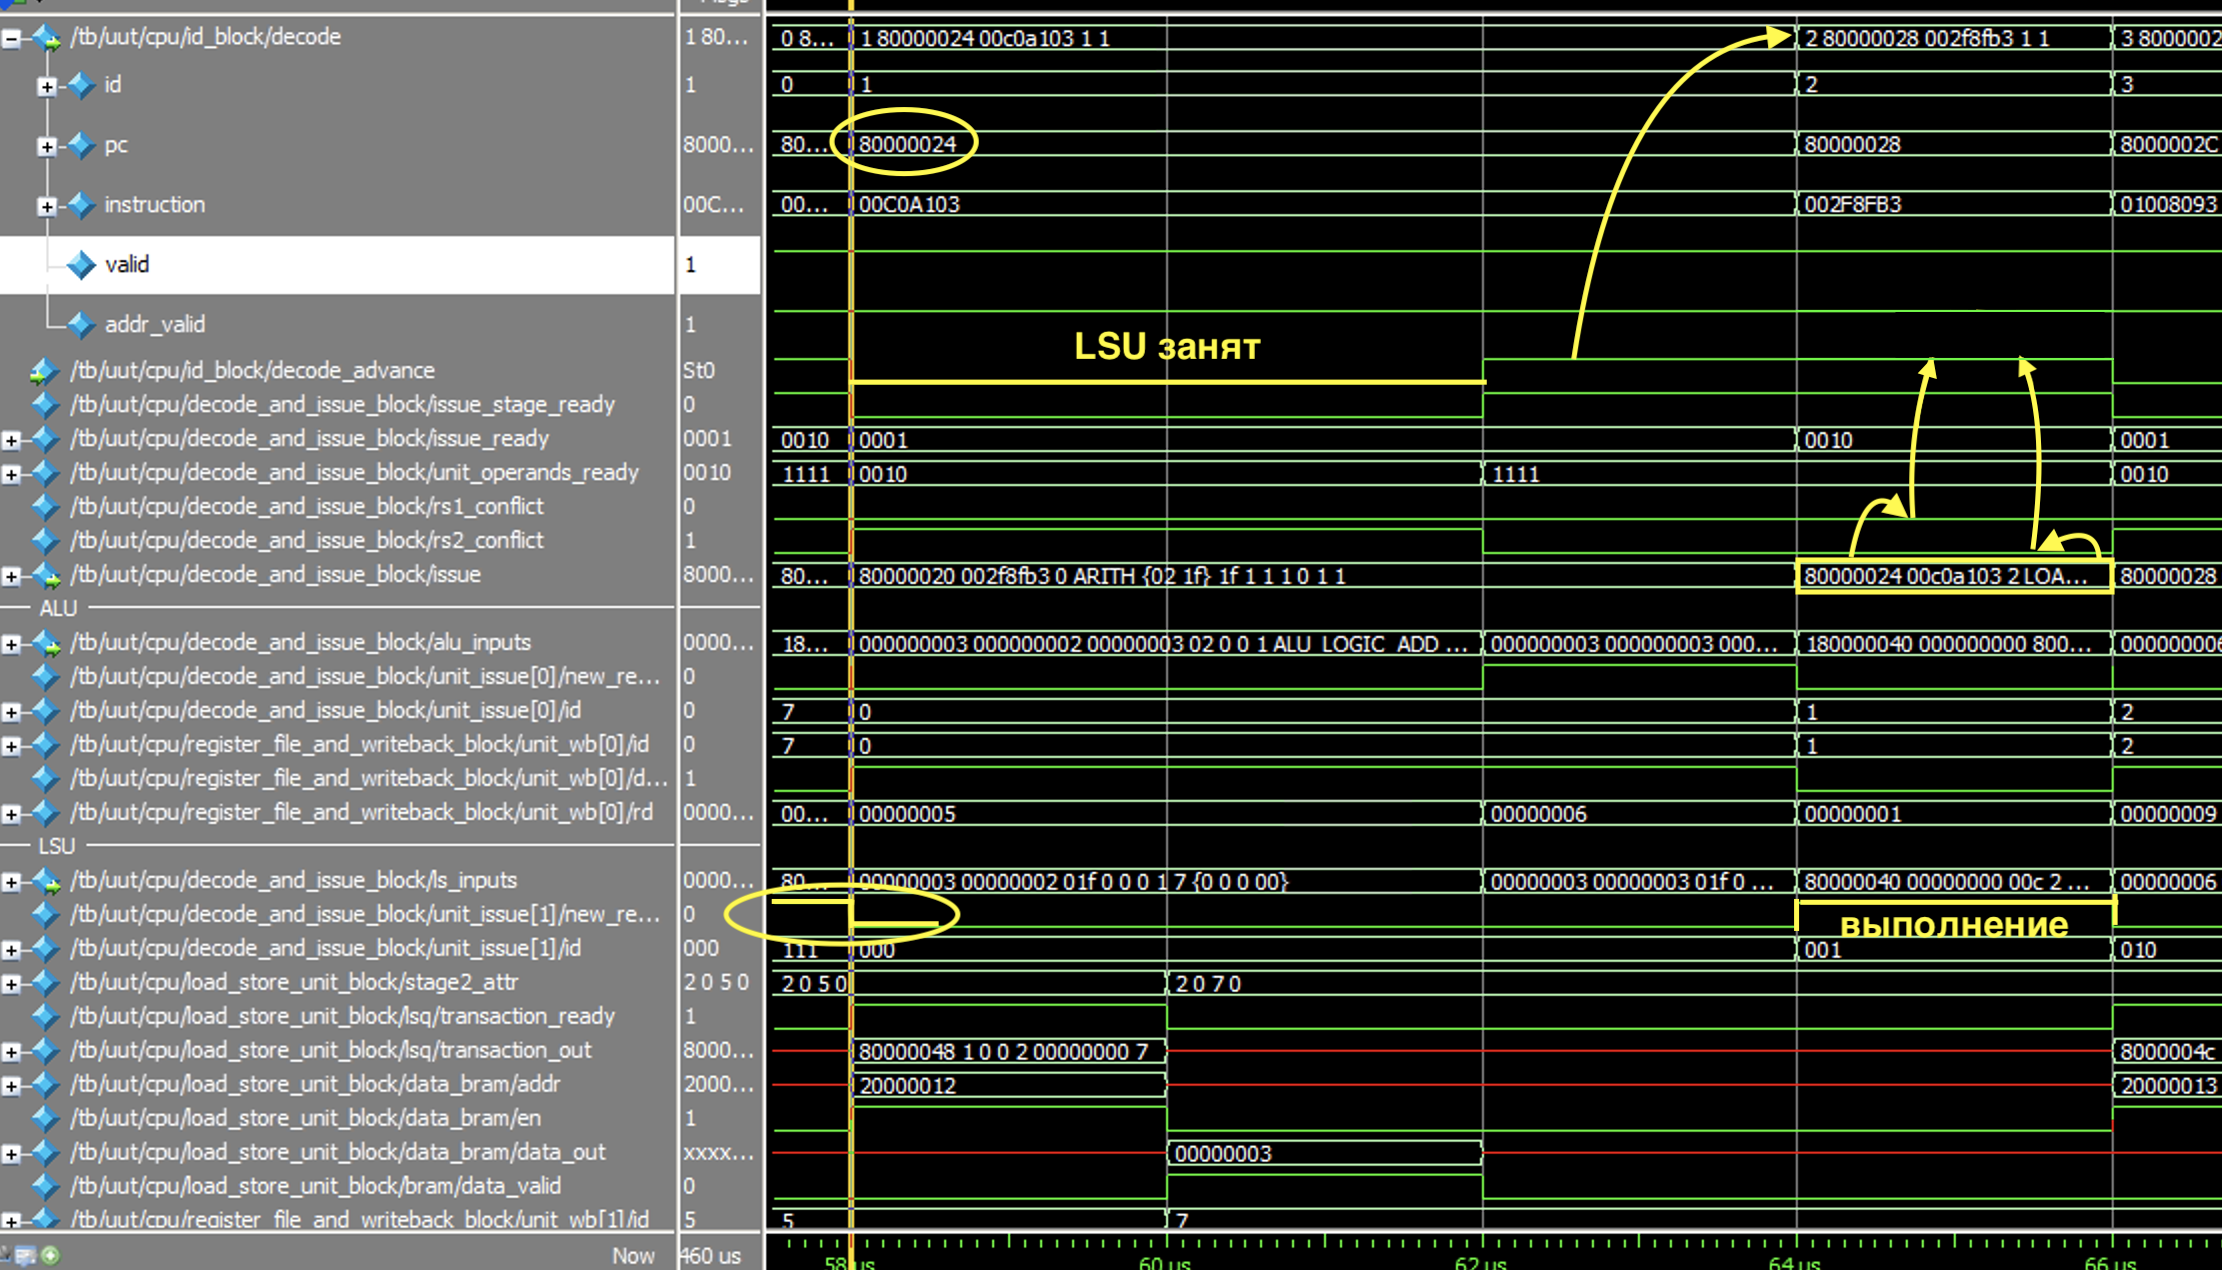 /tb/uut/cpu/id_block/decode 1 80... 0 8... 1 80000024 00c0a103 1 1 2 80000028 002f8fb3 1 1 3 8000002
id 1 0 1 2 3
pc 8000... 80... 80000024 80000028 8000002C
instruction 00C... 00... 00C0A103 002F8FB3 01008093
valid 1
addr_valid 1
LSU занят
/tb/uut/cpu/id_block/decode_advance St0
/tb/uut/cpu/decode_and_issue_block/issue_stage_ready 0
/tb/uut/cpu/decode_and_issue_block/issue_ready 0001 0010 0001 0010 0001
/tb/uut/cpu/decode_and_issue_block/unit_operands_ready 0010 1111 0010 1111 0010
/tb/uut/cpu/decode_and_issue_block/rs1_conflict 0
/tb/uut/cpu/decode_and_issue_block/rs2_conflict 1
/tb/uut/cpu/decode_and_issue_block/issue 8000... 80... 80000020 002f8fb3 0 ARITH {02 1f} 1f 1 1 1 0 1 1 80000024 00c0a103 2 LOA... 80000028
ALU
/tb/uut/cpu/decode_and_issue_block/alu_inputs 0000... 18... 000000003 000000002 00000003 02 0 0 1 ALU_LOGIC_ADD ... 000000003 000000003 000... 180000040 000000000 800... 000000006
/tb/uut/cpu/decode_and_issue_block/unit_issue[0]/new_re... 0
/tb/uut/cpu/decode_and_issue_block/unit_issue[0]/id 0 7 0 1 2
/tb/uut/cpu/register_file_and_writeback_block/unit_wb[0]/id 0 7 0 1 2
/tb/uut/cpu/register_file_and_writeback_block/unit_wb[0]/d... 1
/tb/uut/cpu/register_file_and_writeback_block/unit_wb[0]/rd 0000... 00... 00000005 00000006 00000001 00000009
LSU
/tb/uut/cpu/decode_and_issue_block/ls_inputs 0000... 80... 00000003 00000002 01f 0 0 0 1 7 {0 0 0 00} 00000003 00000003 01f 0 ... 80000040 00000000 00c 2 ... 00000006
/tb/uut/cpu/decode_and_issue_block/unit_issue[1]/new_re... 0 выполнение
/tb/uut/cpu/decode_and_issue_block/unit_issue[1]/id 000 111 000 001 010
/tb/uut/cpu/load_store_unit_block/stage2_attr 2 0 5 0 2 0 5 0 2 0 7 0
/tb/uut/cpu/load_store_unit_block/lsq/transaction_ready 1
/tb/uut/cpu/load_store_unit_block/lsq/transaction_out 8000... 80000048 1 0 0 2 00000000 7 8000004c
/tb/uut/cpu/load_store_unit_block/data_bram/addr 2000... 20000012 20000013
/tb/uut/cpu/load_store_unit_block/data_bram/en 1
/tb/uut/cpu/load_store_unit_block/data_bram/data_out xxxx... 00000003
/tb/uut/cpu/load_store_unit_block/bram/data_valid 0
/tb/uut/cpu/register_file_and_writeback_block/unit_wb[1]/id 5 5 7
Now 460 us 58 us 60 us 62 us 64 us 66 us